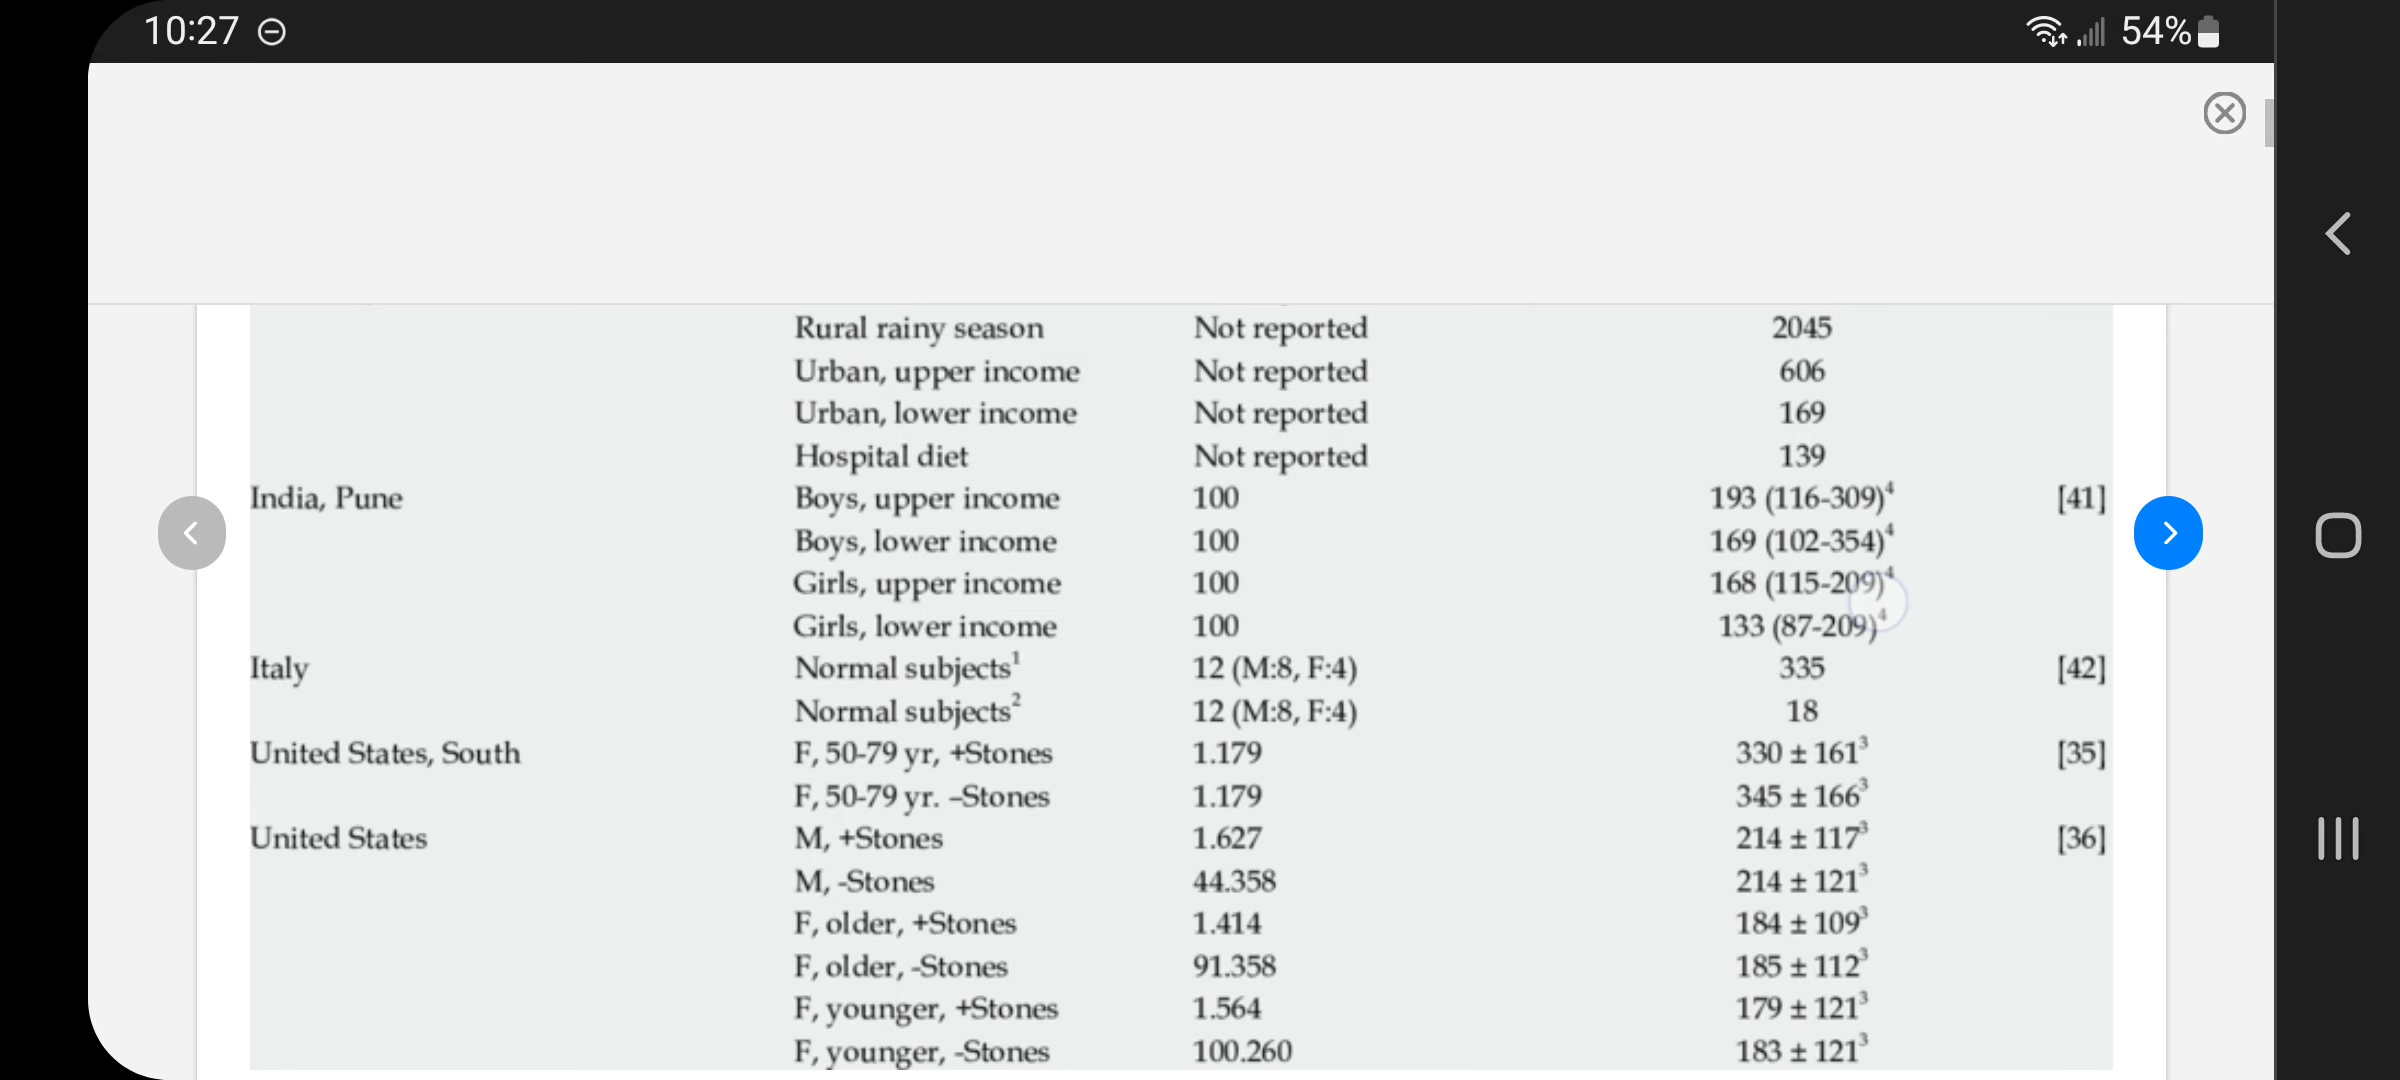 10:27 54%
Rural rainy season Not reported 2045
Urban, upper income Not reported 606
Urban, lower income Not reported 169
Hospital diet Not reported 139
India, Pune Boys, upper income 100 193 (116-309)⁴ [41]
Boys, lower income 100 169 (102-354)⁴
Girls, upper income 100 168 (115-209)⁴
Girls, lower income 100 133 (87-209)⁴
Italy Normal subjects¹ 12 (M:8, F:4) 335 [42]
Normal subjects² 12 (M:8, F:4) 18
United States, South F, 50-79 yr, +Stones 1.179 330 ± 161³ [35]
F, 50-79 yr. –Stones 1.179 345 ± 166³
United States M, +Stones 1.627 214 ± 117³ [36]
M, -Stones 44.358 214 ± 121³
F, older, +Stones 1.414 184 ± 109³
F, older, -Stones 91.358 185 ± 112³
F, younger, +Stones 1.564 179 ± 121³
F, younger, -Stones 100.260 183 ± 121³